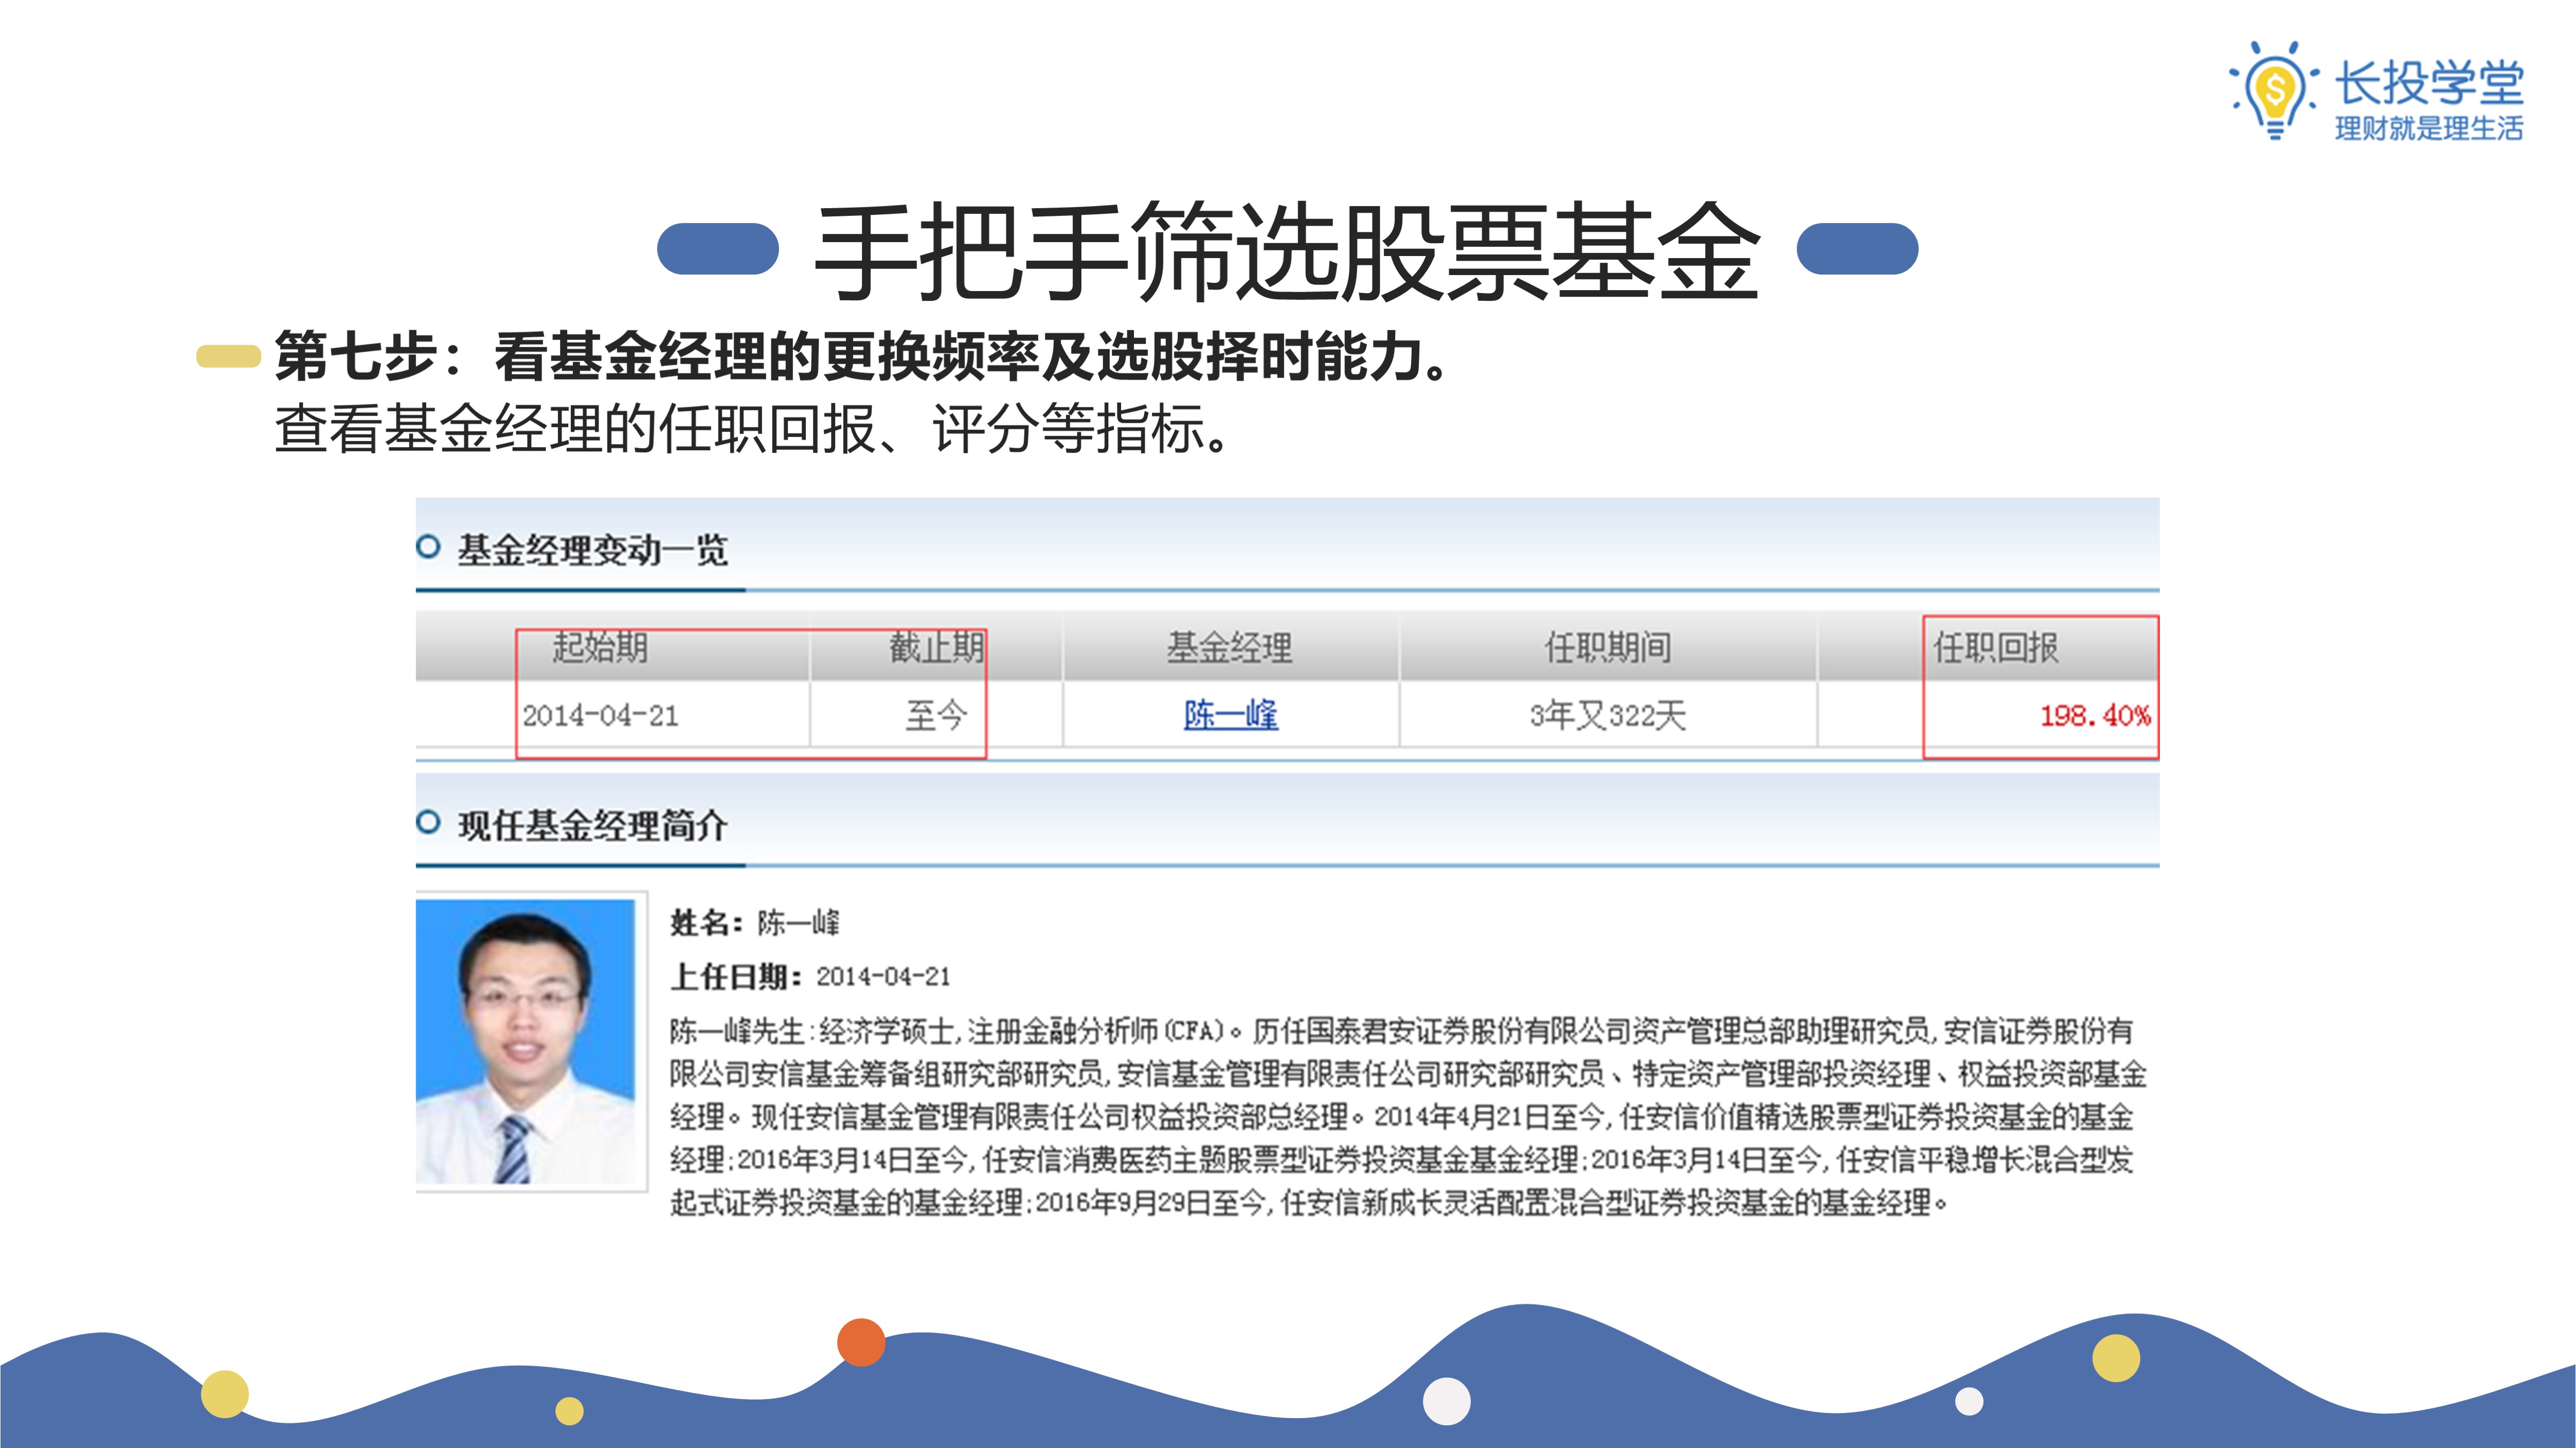 长投学堂
理财就是理生活
手把手筛选股票基金
第七步：看基金经理的更换频率及选股择时能力。
查看基金经理的任职回报、评分等指标。
基金经理变动一览
起始期 截止期 基金经理 任职期间 任职回报
2014-04-21 至今 陈一峰 3年又322天 198.40%
现任基金经理简介
姓名：陈一峰
上任日期：2014-04-21
陈一峰先生:经济学硕士,注册金融分析师(CFA)。历任国泰君安证券股份有限公司资产管理总部助理研究员,安信证券股份有
限公司安信基金筹备组研究部研究员,安信基金管理有限责任公司研究部研究员、特定资产管理部投资经理、权益投资部基金
经理。现任安信基金管理有限责任公司权益投资部总经理。2014年4月21日至今,任安信价值精选股票型证券投资基金的基金
经理;2016年3月14日至今,任安信消费医药主题股票型证券投资基金基金经理;2016年3月14日至今,任安信平稳增长混合型发
起式证券投资基金的基金经理;2016年9月29日至今,任安信新成长灵活配置混合型证券投资基金的基金经理。